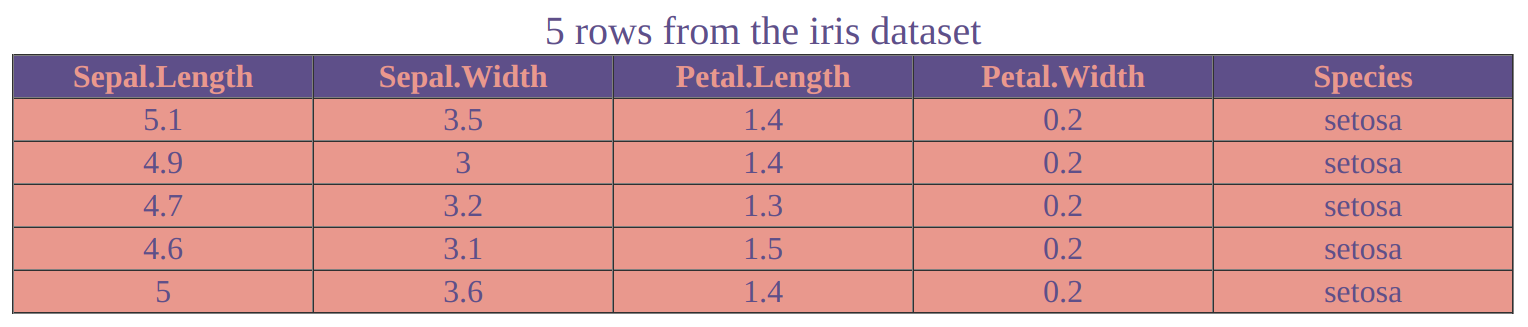 5 rows from the iris dataset
Sepal.Length Sepal.Width Petal.Length Petal.Width Species
5.1 3.5 1.4 0.2 setosa
4.9 3 1.4 0.2 setosa
4.7 3.2 1.3 0.2 setosa
4.6 3.1 1.5 0.2 setosa
5 3.6 1.4 0.2 setosa